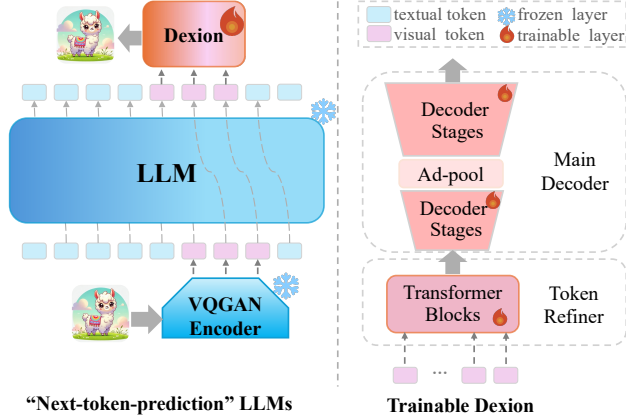 Dexion
LLM
VQGAN
Encoder
“Next-token-prediction” LLMs
textual token
frozen layer
visual token
trainable layer
Decoder
Stages
Ad-pool
Decoder
Stages
Main
Decoder
Transformer
Blocks
Token
Refiner
...
Trainable Dexion